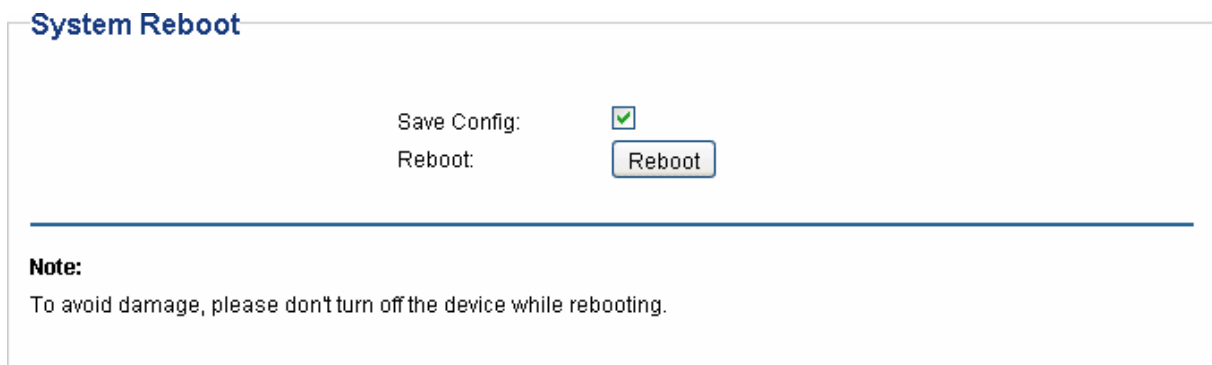 System Reboot
Save Config:
Reboot: Reboot
Note:
To avoid damage, please don't turn off the device while rebooting.